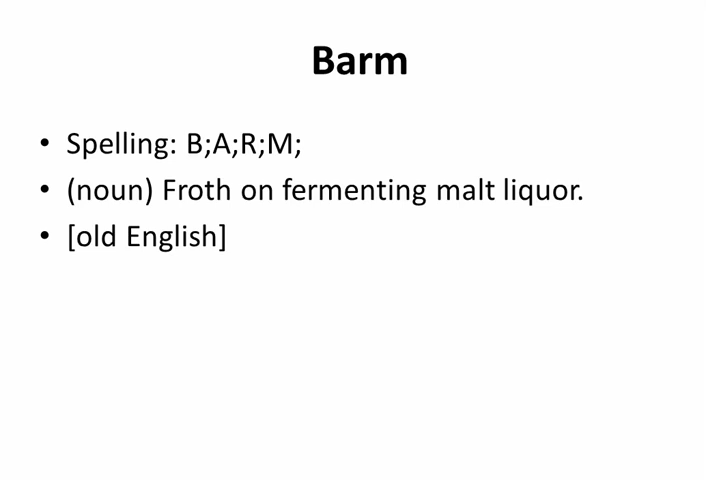 Barm
• Spelling: B;A;R;M;
• (noun) Froth on fermenting malt liquor.
• [old English]